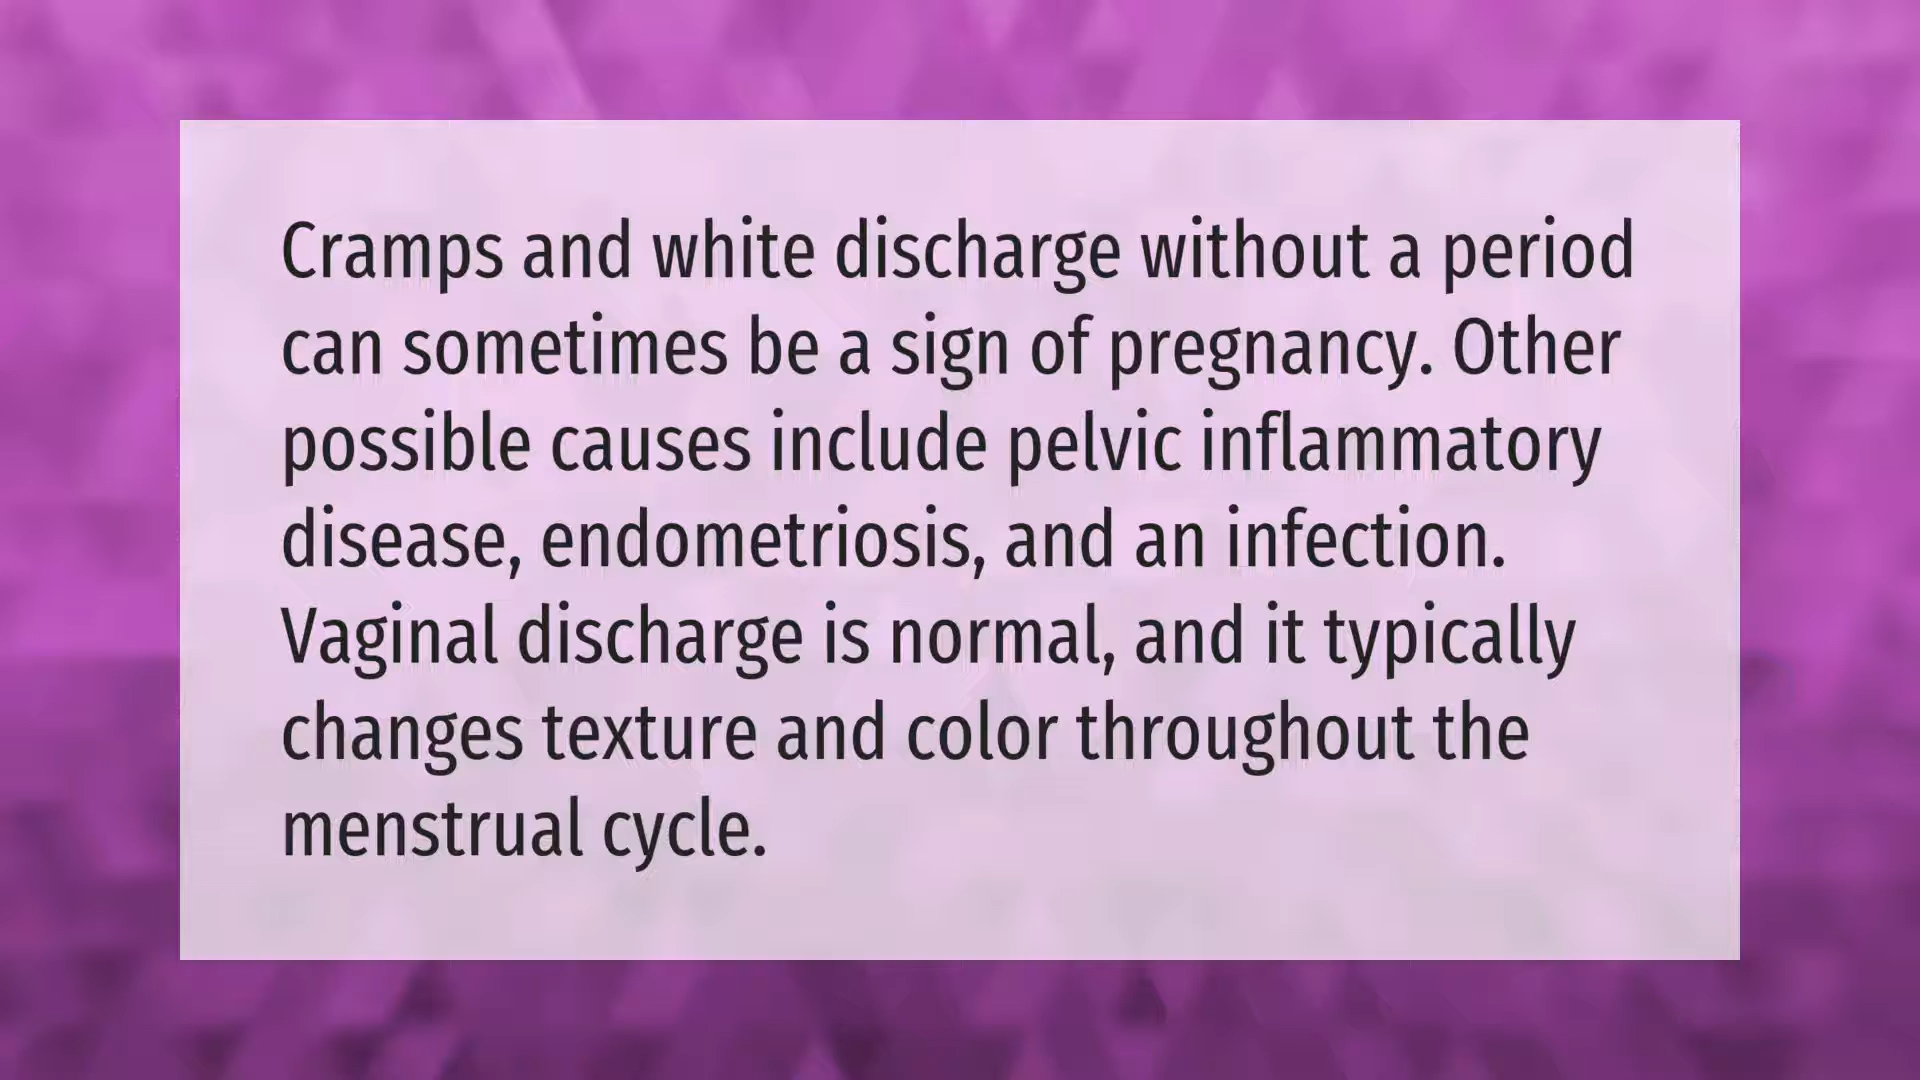 Cramps and white discharge without a period
can sometimes be a sign of pregnancy. Other
possible causes include pelvic inflammatory
disease, endometriosis, and an infection.
Vaginal discharge is normal, and it typically
changes texture and color throughout the
menstrual cycle.